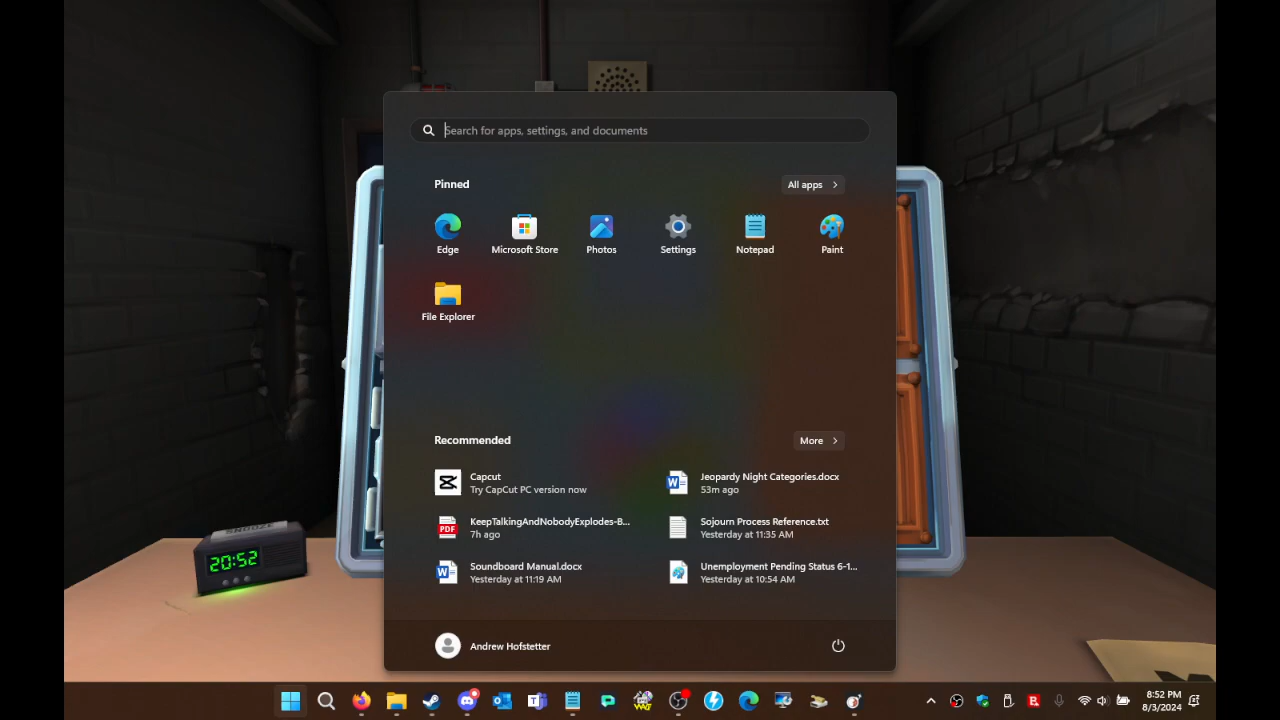 Search for apps, settings, and documents
Pinned
All apps
Edge
Microsoft Store
Photos
Settings
Notepad
Paint
File Explorer
Recommended
More
Capcut
Try CapCut PC version now
Jeopardy Night Categories.docx
53m ago
PDF
KeepTalkingAndNobodyExplodes-B...
7h ago
Sojourn Process Reference.txt
Yesterday at 11:35 AM
Soundboard Manual.docx
Yesterday at 11:19 AM
Unemployment Pending Status 6-1...
Yesterday at 10:54 AM
20:52
Andrew Hofstetter
8:52 PM
8/3/2024